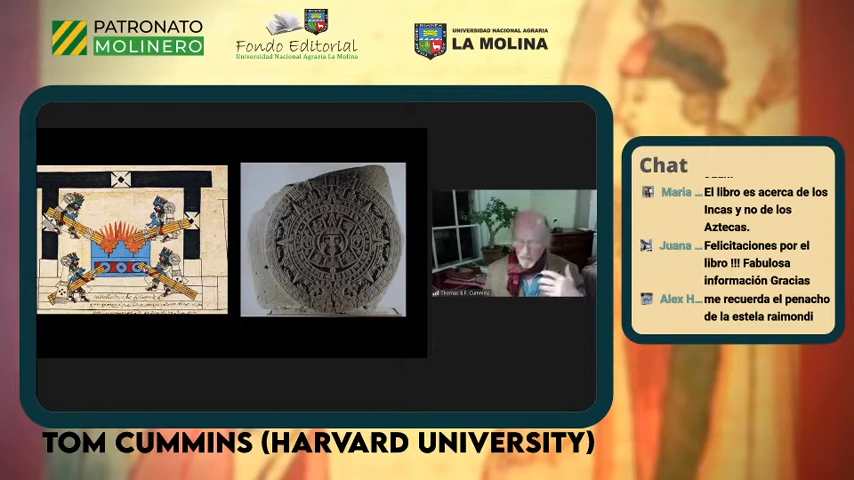 PATRONATO
MOLINERO
Fondo Editorial
Universidad Nacional Agraria La Molina
UNIVERSIDAD NACIONAL AGRARIA
LA MOLINA
Thomas B.F. Cummins
Chat
Maria ... El libro es acerca de los
Incas y no de los
Aztecas.
Juana ... Felicitaciones por el
libro !!! Fabulosa
información Gracias
Alex H... me recuerda el penacho
de la estela raimondi
TOM CUMMINS (HARVARD UNIVERSITY)